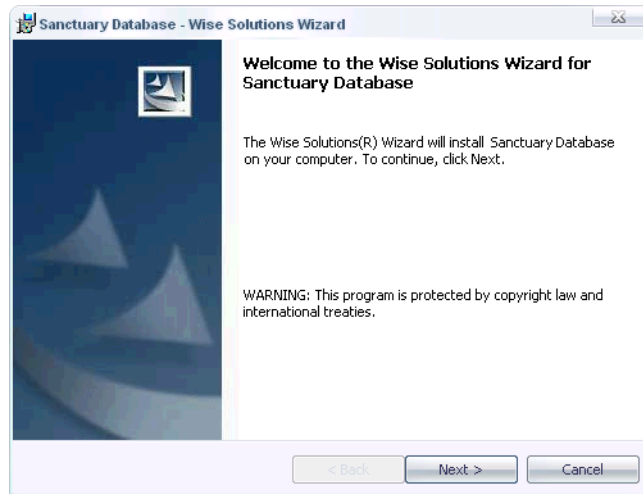 Sanctuary Database - Wise Solutions Wizard
Welcome to the Wise Solutions Wizard for
Sanctuary Database
The Wise Solutions(R) Wizard will install Sanctuary Database
on your computer. To continue, click Next.
WARNING: This program is protected by copyright law and
international treaties.
< Back
Next >
Cancel